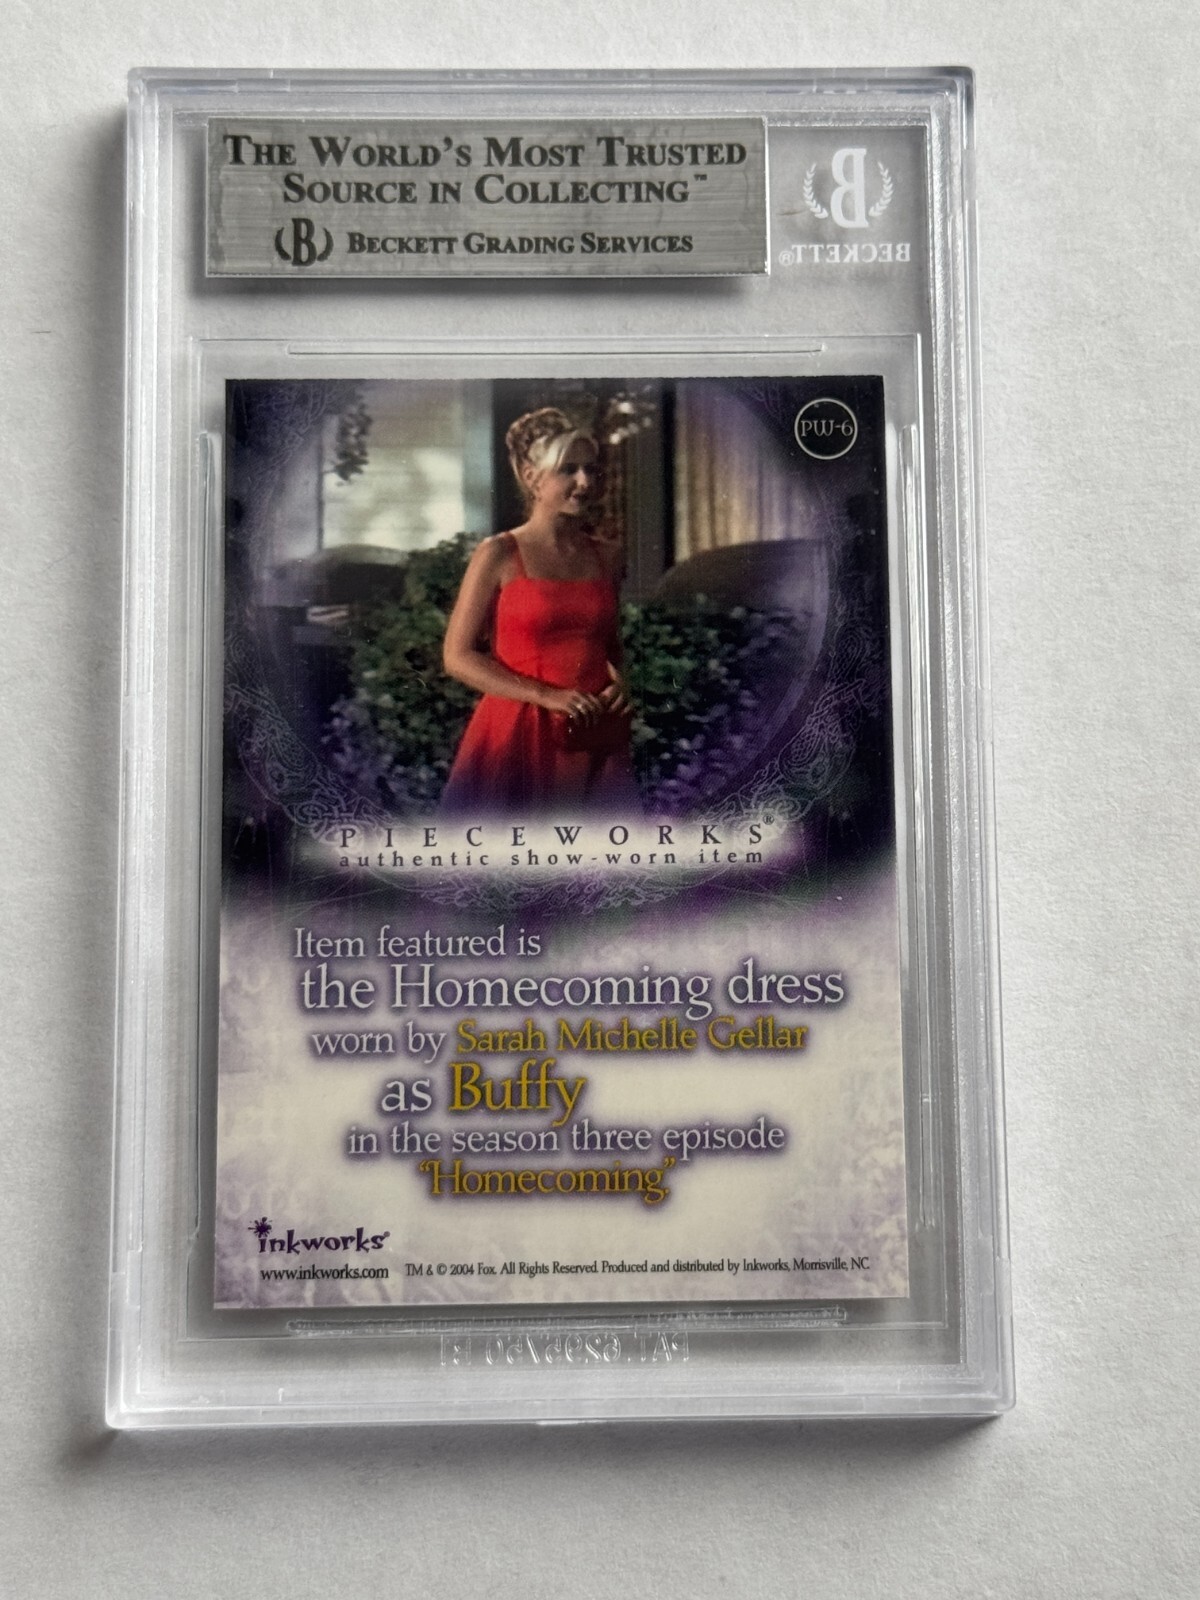 THE WORLD'S MOST TRUSTED
SOURCE IN COLLECTING™
B BECKETT GRADING SERVICES
B
BECKETT®
PW-6
PIECEWORKS®
authentic show-worn item
Item featured is
the Homecoming dress
worn by Sarah Michelle Gellar
as Buffy
in the season three episode
"Homecoming."
inkworks®
www.inkworks.com TM & © 2004 Fox. All Rights Reserved. Produced and distributed by Inkworks, Morrisville, NC.